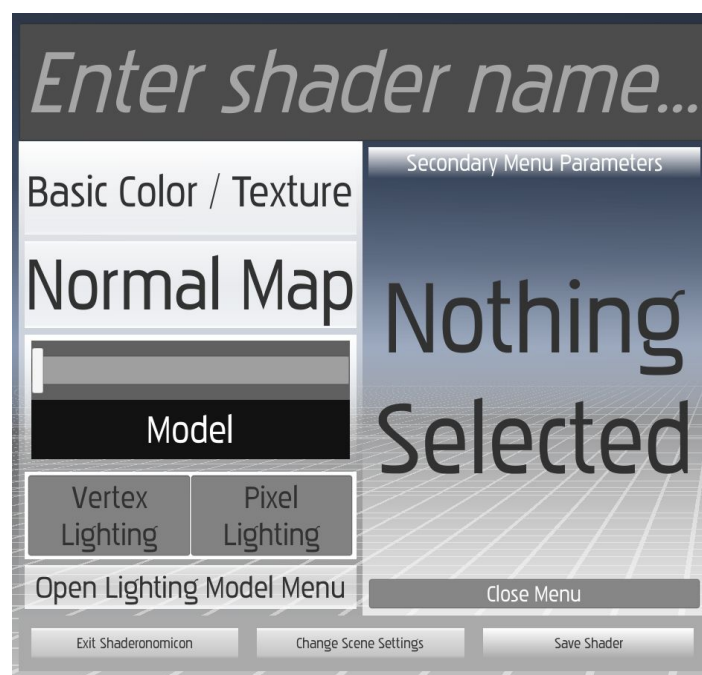 Enter shader name...
Basic Color / Texture
Normal Map
Model
Vertex
Lighting
Pixel
Lighting
Open Lighting Model Menu
Secondary Menu Parameters
Nothing
Selected
Close Menu
Exit Shaderonomicon
Change Scene Settings
Save Shader